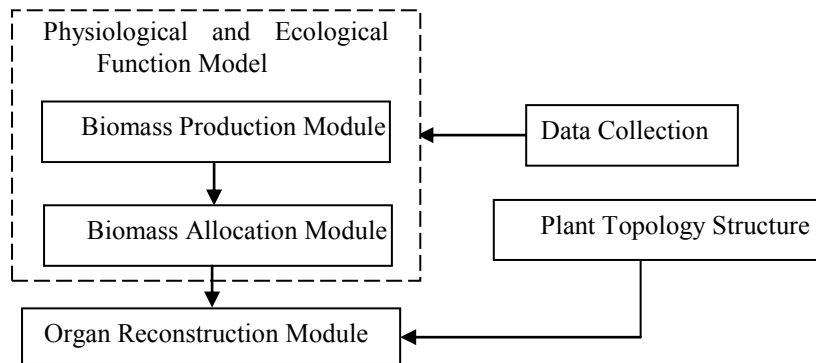 Physiological and Ecological
Function Model
Biomass Production Module
Data Collection
Biomass Allocation Module
Plant Topology Structure
Organ Reconstruction Module